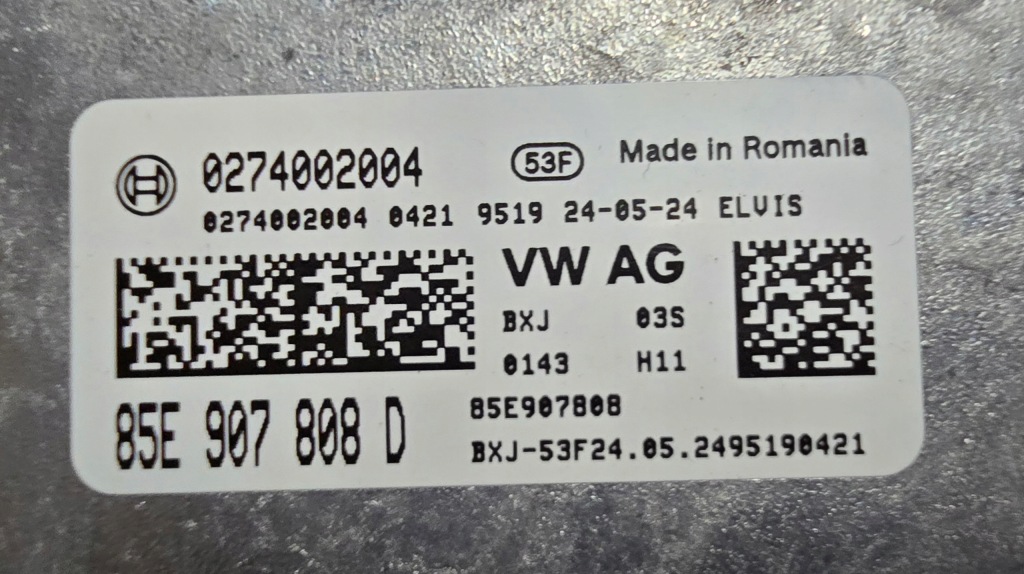 0274002004 53F Made in Romania
0274002004 0421 9519 24-05-24 ELVIS
VW AG
BXJ 03S
0143 H11
85E 907 808 D
85E907808
BXJ-53F24.05.2495190421